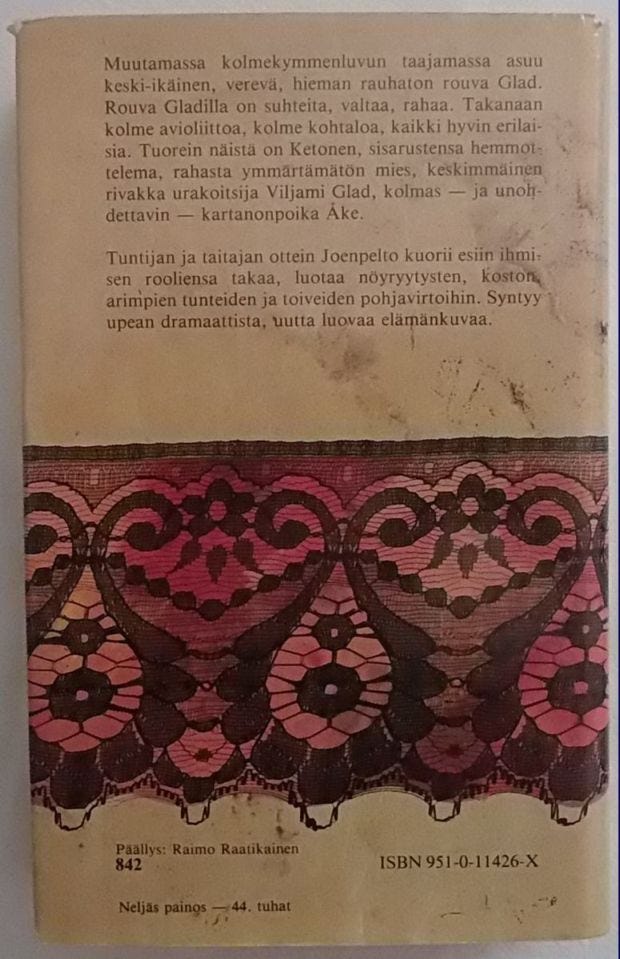 Muutamassa kolmekymmenluvun taajamassa asuu
keski-ikäinen, verevä, hieman rauhaton rouva Glad.
Rouva Gladilla on suhteita, valtaa, rahaa. Takanaan
kolme avioliittoa, kolme kohtaloa, kaikki hyvin erilai-
sia. Tuorein näistä on Ketonen, sisarustensa hemmot-
telema, rahasta ymmärtämätön mies, keskimmäinen
rivakka urakoitsija Viljami Glad, kolmas — ja unoh-
dettavin — kartanonpoika Åke.
Tuntijan ja taitajan ottein Joenpelto kuorii esiin ihmi-
sen rooliensa takaa, luotaa nöyryytysten, koston,
arimpien tunteiden ja toiveiden pohjavirtoihin. Syntyy
upean dramaattista, uutta luovaa elämänkuvaa.
Päällys: Raimo Raatikainen
842
ISBN 951-0-11426-X
Neljäs painos — 44. tuhat